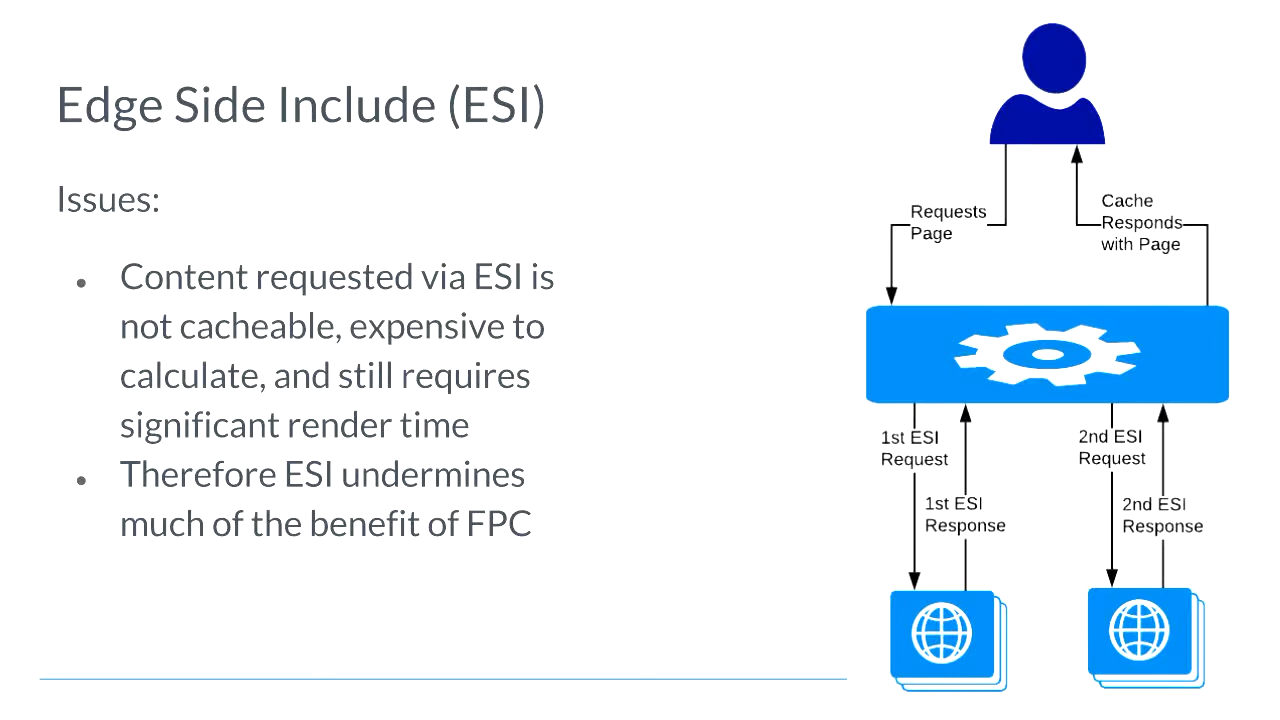 Edge Side Include (ESI)
Issues:
● Content requested via ESI is
not cacheable, expensive to
calculate, and still requires
significant render time
● Therefore ESI undermines
much of the benefit of FPC
Requests
Page
Cache
Responds
with Page
1st ESI
Request
1st ESI
Response
2nd ESI
Request
2nd ESI
Response